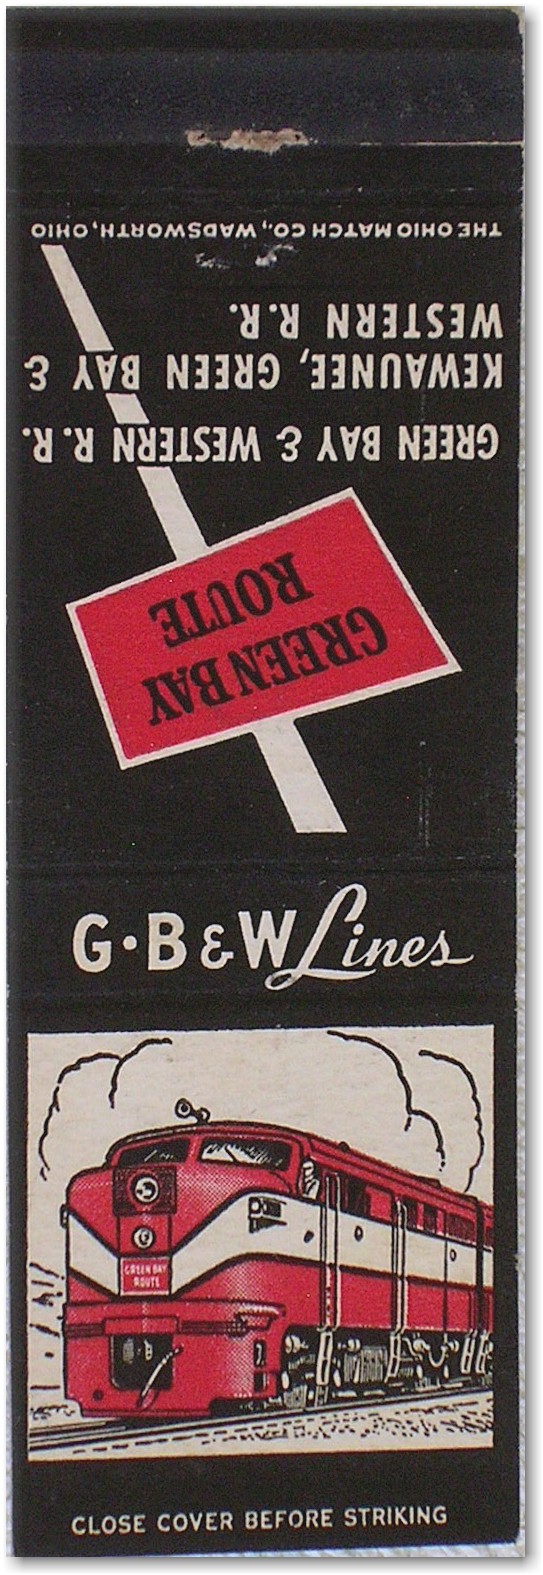 THE OHIO MATCH CO., WADSWORTH, OHIO
GREEN BAY
ROUTE
GREEN BAY & WESTERN R. R.
KEWAUNEE, GREEN BAY &
WESTERN R. R.
G·B&W Lines
GREEN BAY
ROUTE
CLOSE COVER BEFORE STRIKING